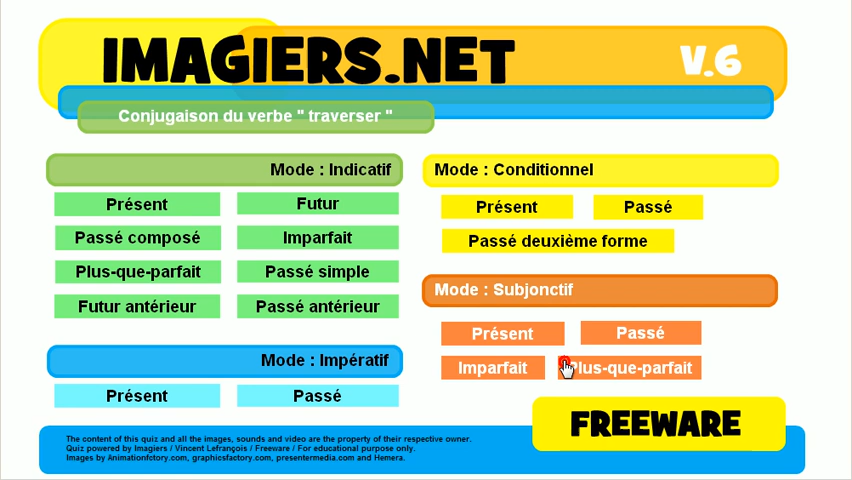 IMAGIERS.NET
V.6
Conjugaison du verbe " traverser "
Mode : Indicatif
Présent
Futur
Passé composé
Imparfait
Plus-que-parfait
Passé simple
Futur antérieur
Passé antérieur
Mode : Impératif
Présent
Passé
Mode : Conditionnel
Présent
Passé
Passé deuxième forme
Mode : Subjonctif
Présent
Passé
Imparfait
Plus-que-parfait
FREEWARE
The content of this quiz and all the images, sounds and video are the property of their respective owner.
Quiz powered by Imagiers / Vincent Lefrançois / Freeware / For educational purpose only.
Images by Animationfctory.com, graphicsfactory.com, presentermedia.com and Hemera.